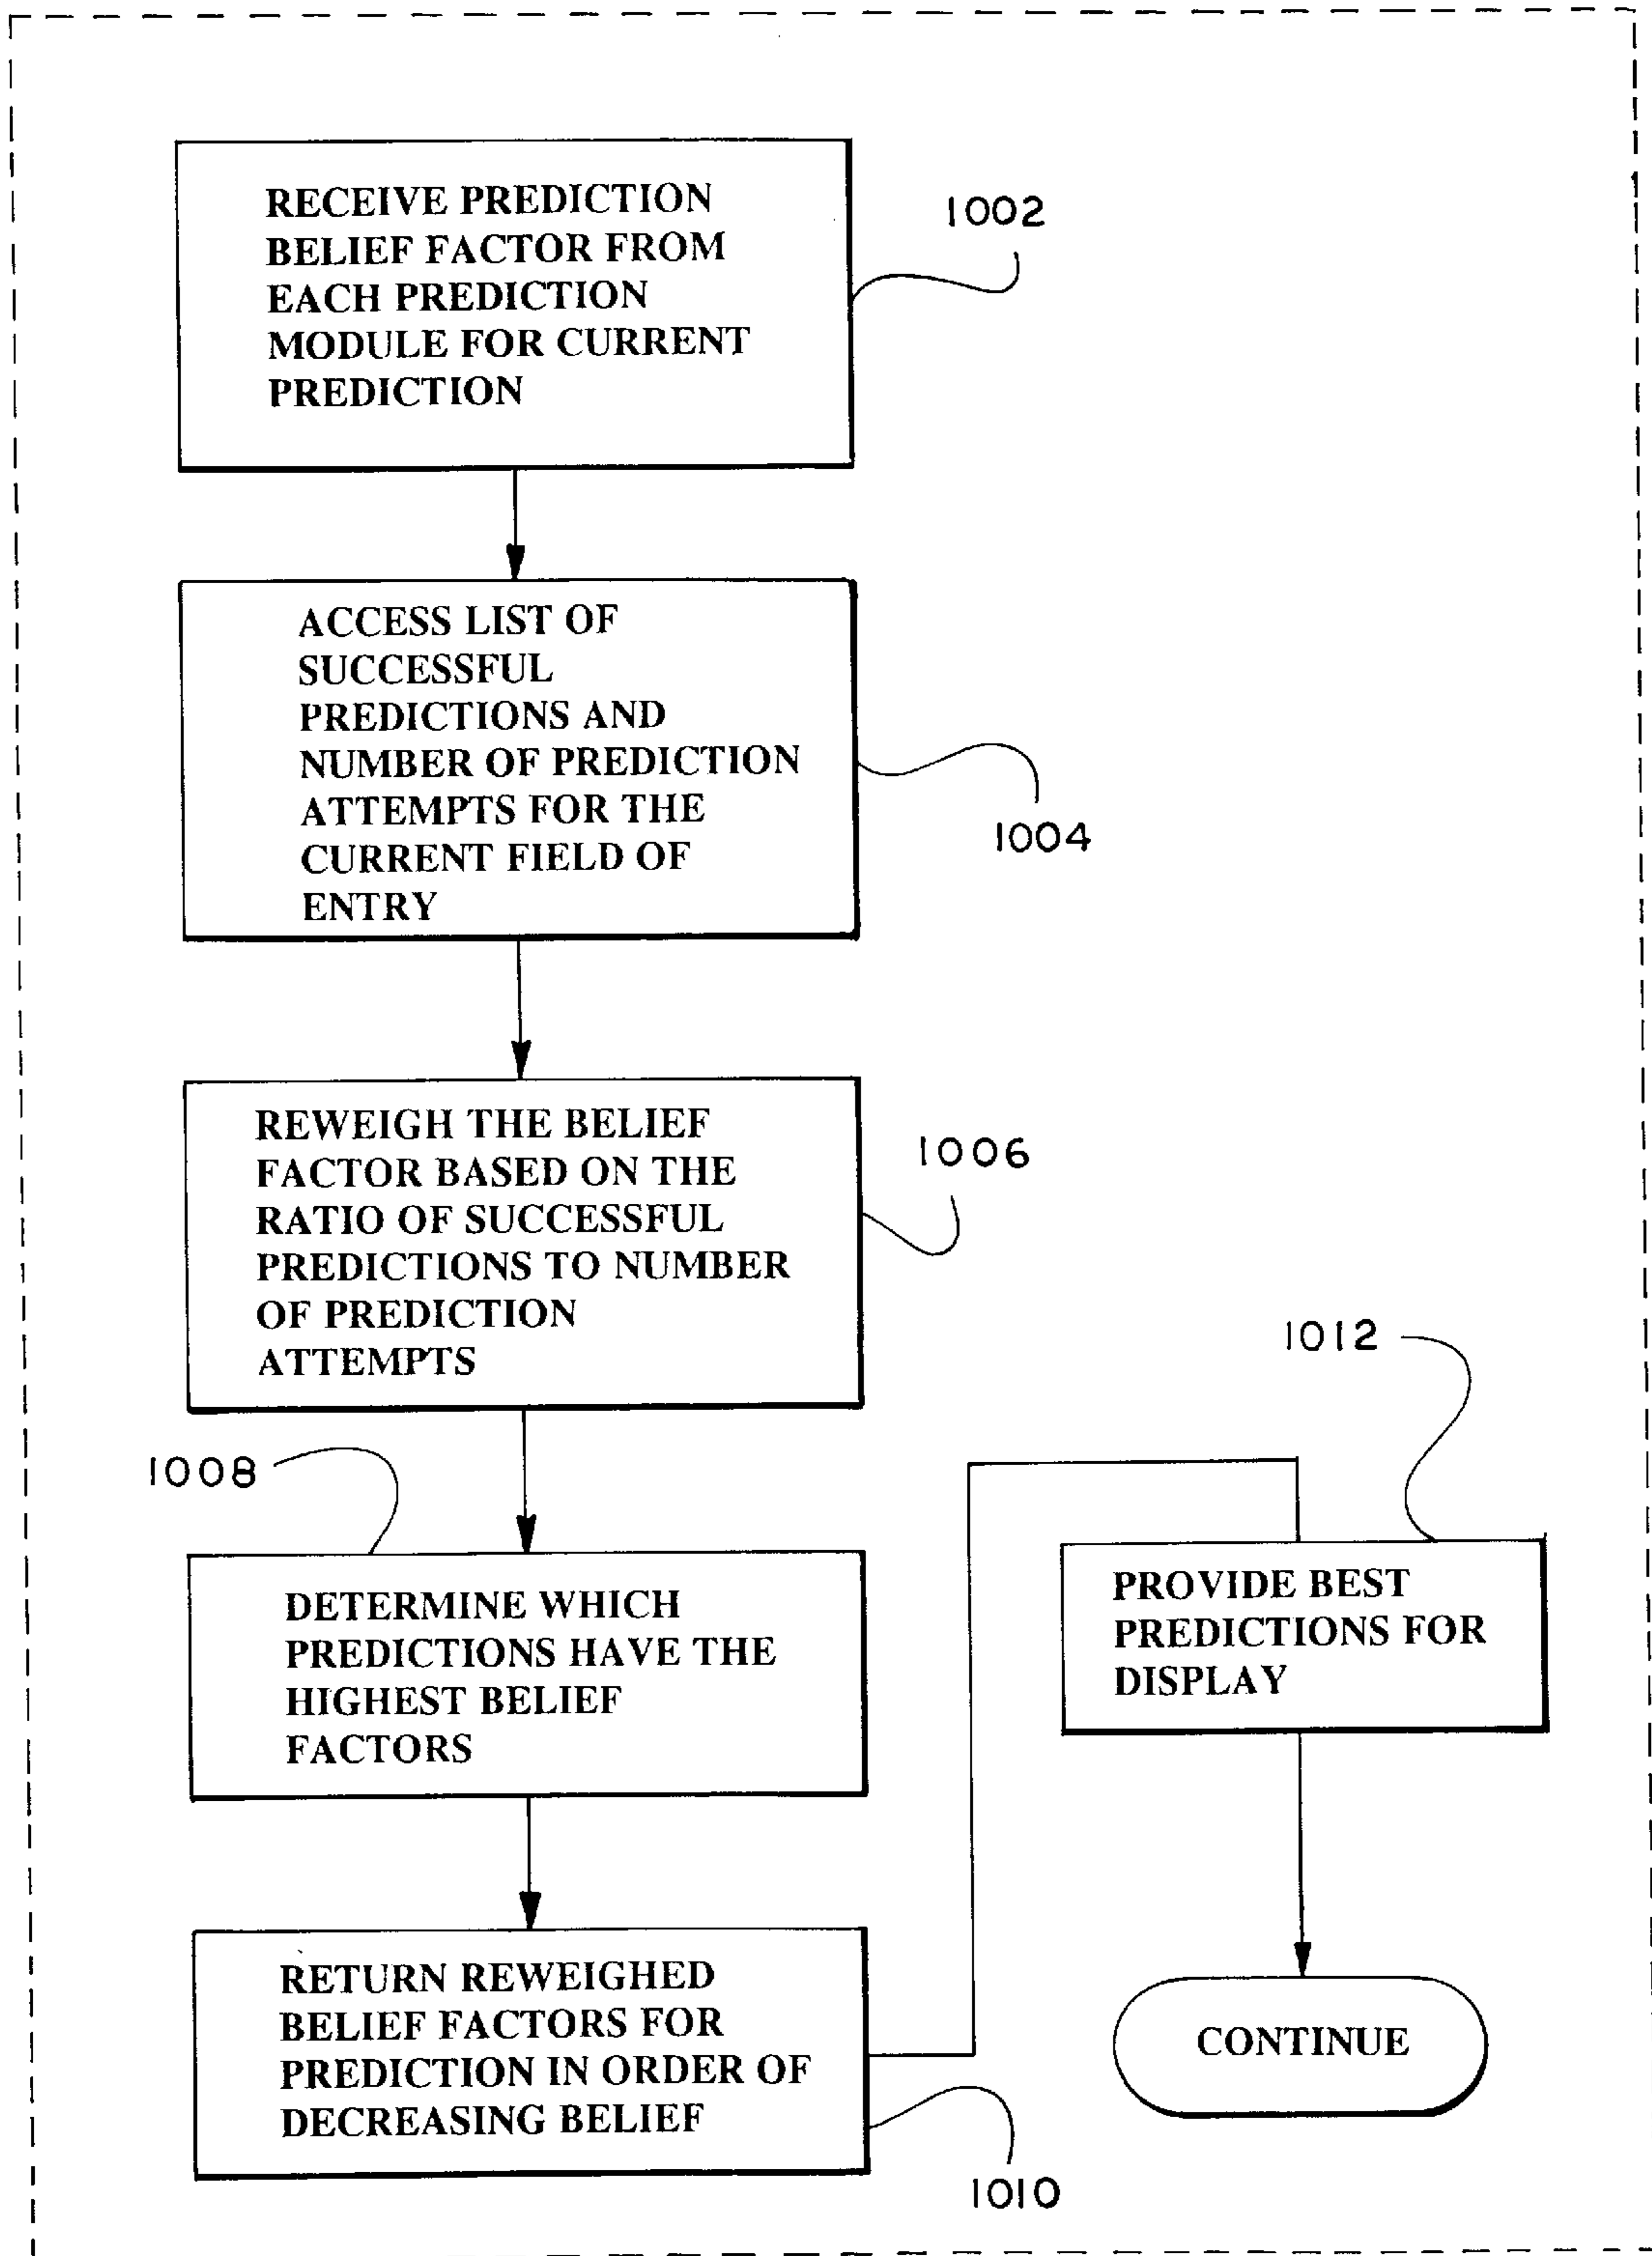 RECEIVE PREDICTION
BELIEF FACTOR FROM
EACH PREDICTION
MODULE FOR CURRENT
PREDICTION
1002
ACCESS LIST OF
SUCCESSFUL
PREDICTIONS AND
NUMBER OF PREDICTION
ATTEMPTS FOR THE
CURRENT FIELD OF
ENTRY
1004
REWEIGH THE BELIEF
FACTOR BASED ON THE
RATIO OF SUCCESSFUL
PREDICTIONS TO NUMBER
OF PREDICTION
ATTEMPTS
1006
1008
DETERMINE WHICH
PREDICTIONS HAVE THE
HIGHEST BELIEF
FACTORS
RETURN REWEIGHED
BELIEF FACTORS FOR
PREDICTION IN ORDER OF
DECREASING BELIEF
1010
1012
PROVIDE BEST
PREDICTIONS FOR
DISPLAY
CONTINUE